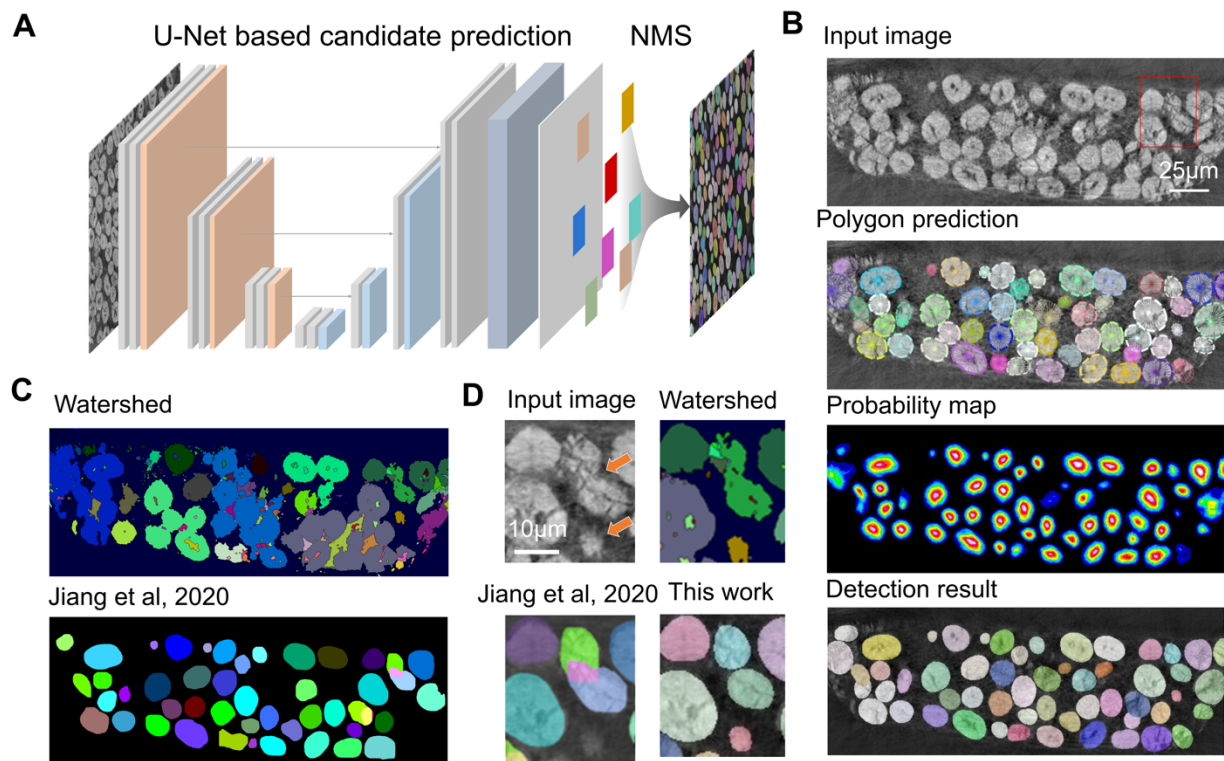 A
U-Net based candidate prediction
NMS
B
Input image
25μm
Polygon prediction
Probability map
Detection result
C
Watershed
Jiang et al, 2020
D
Input image
Watershed
10μm
Jiang et al, 2020
This work